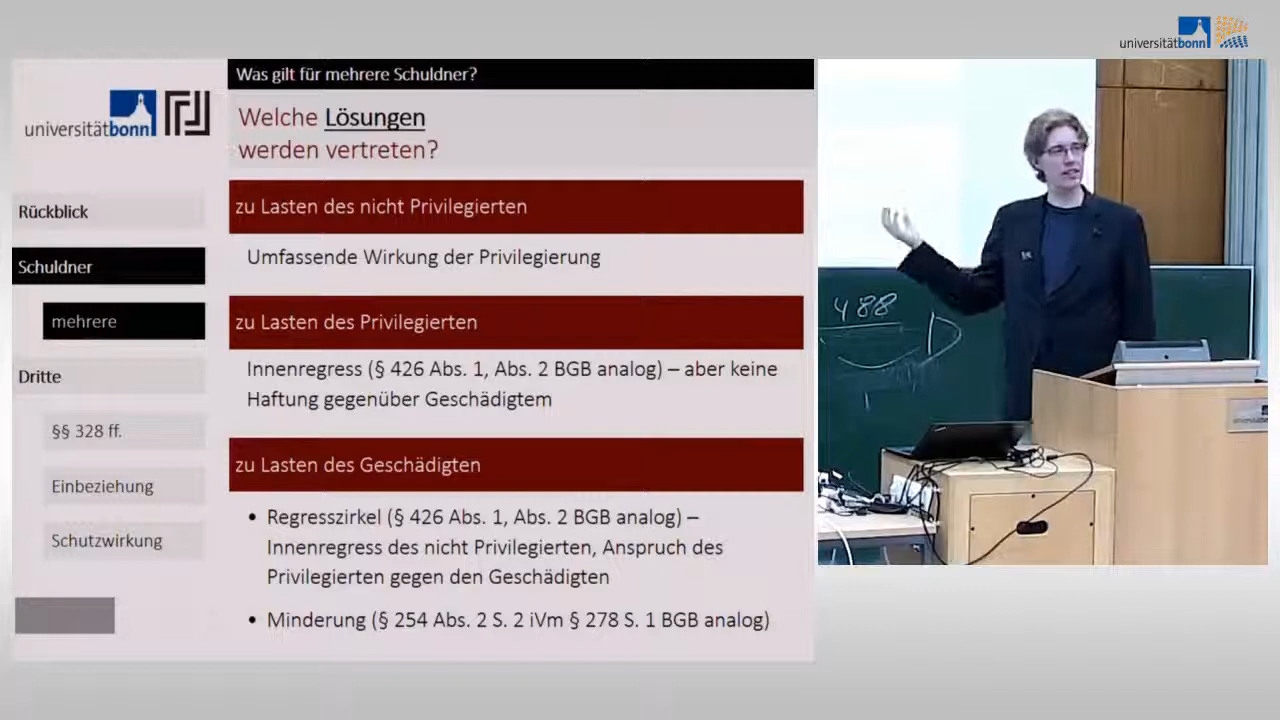 universitätbonn
Was gilt für mehrere Schuldner?
universitätbonn
Welche Lösungen
werden vertreten?
Rückblick
Schuldner
mehrere
Dritte
§§ 328 ff.
Einbeziehung
Schutzwirkung
zu Lasten des nicht Privilegierten
Umfassende Wirkung der Privilegierung
zu Lasten des Privilegierten
Innenregress (§ 426 Abs. 1, Abs. 2 BGB analog) – aber keine
Haftung gegenüber Geschädigtem
zu Lasten des Geschädigten
• Regresszirkel (§ 426 Abs. 1, Abs. 2 BGB analog) –
Innenregress des nicht Privilegierten, Anspruch des
Privilegierten gegen den Geschädigten
• Minderung (§ 254 Abs. 2 S. 2 iVm § 278 S. 1 BGB analog)
488